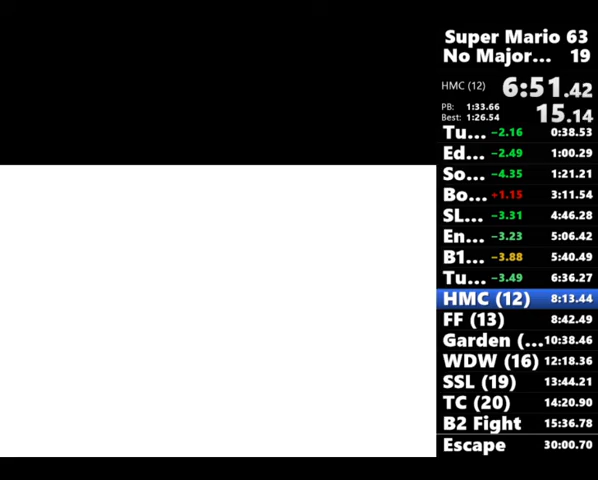 Super Mario 63
No Major... 19
HMC (12) 6:51.42
PB: 1:33.66
Best: 1:26.54 15.14
Tu... −2.16 0:38.53
Ed... −2.49 1:00.29
So... −4.35 1:21.21
Bo... +1.15 3:11.54
SL... −3.31 4:46.28
En... −3.23 5:06.42
B1... −3.88 5:40.49
Tu... −3.49 6:36.27
HMC (12) 8:13.44
FF (13) 8:42.49
Garden (... 10:38.46
WDW (16) 12:18.36
SSL (19) 13:44.21
TC (20) 14:20.90
B2 Fight 15:36.78
Escape 30:00.70